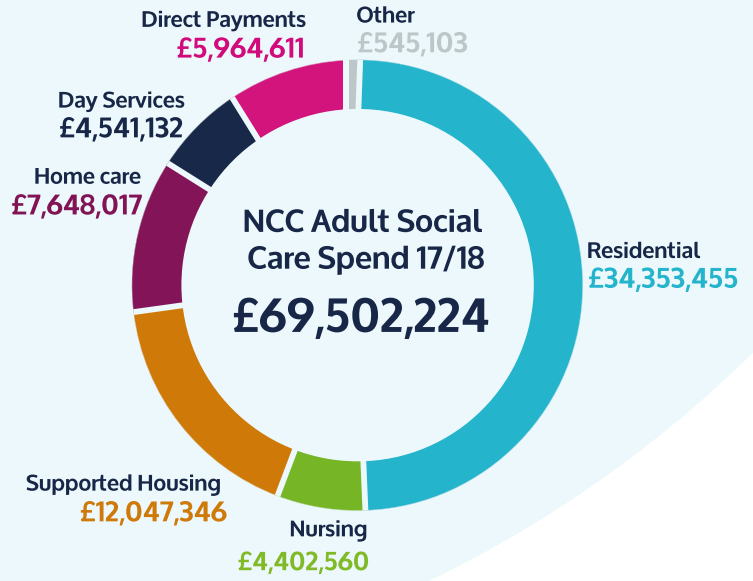 Direct Payments
£5,964,611
Other
£545,103
Day Services
£4,541,132
Home care
£7,648,017
NCC Adult Social
Care Spend 17/18
£69,502,224
Residential
£34,353,455
Supported Housing
£12,047,346
Nursing
£4,402,560